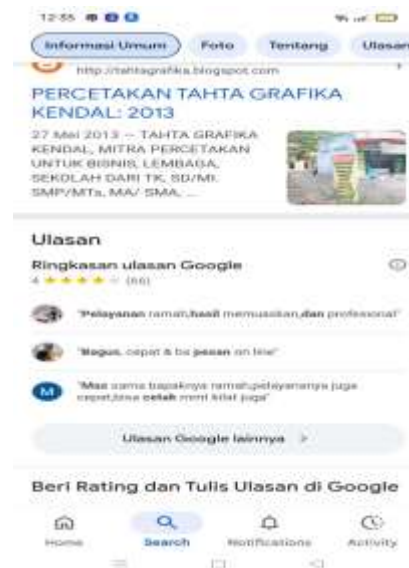 12:55
Informasi Umum Foto Tentang Ulasan
http://tahtagrafika.blogspot.com
PERCETAKAN TAHTA GRAFIKA
KENDAL: 2013
27 Mei 2013 — TAHTA GRAFIKA
KENDAL, MITRA PERCETAKAN
UNTUK BISNIS, LEMBAGA,
SEKOLAH DARI TK, SD/MI.
SMP/MTs, MA/ SMA, ...
Ulasan
Ringkasan ulasan Google
4 ★★★★☆ (66)
"Pelayanan ramah,hasil memuaskan,dan profesional"
"Bagus, cepat & bs pesan on line"
M
"Mas sama bapaknya ramah,pelayananya juga
cepat,bisa cetak mmt kilat juga"
Ulasan Google lainnya >
Beri Rating dan Tulis Ulasan di Google
Home Search Notifications Activity